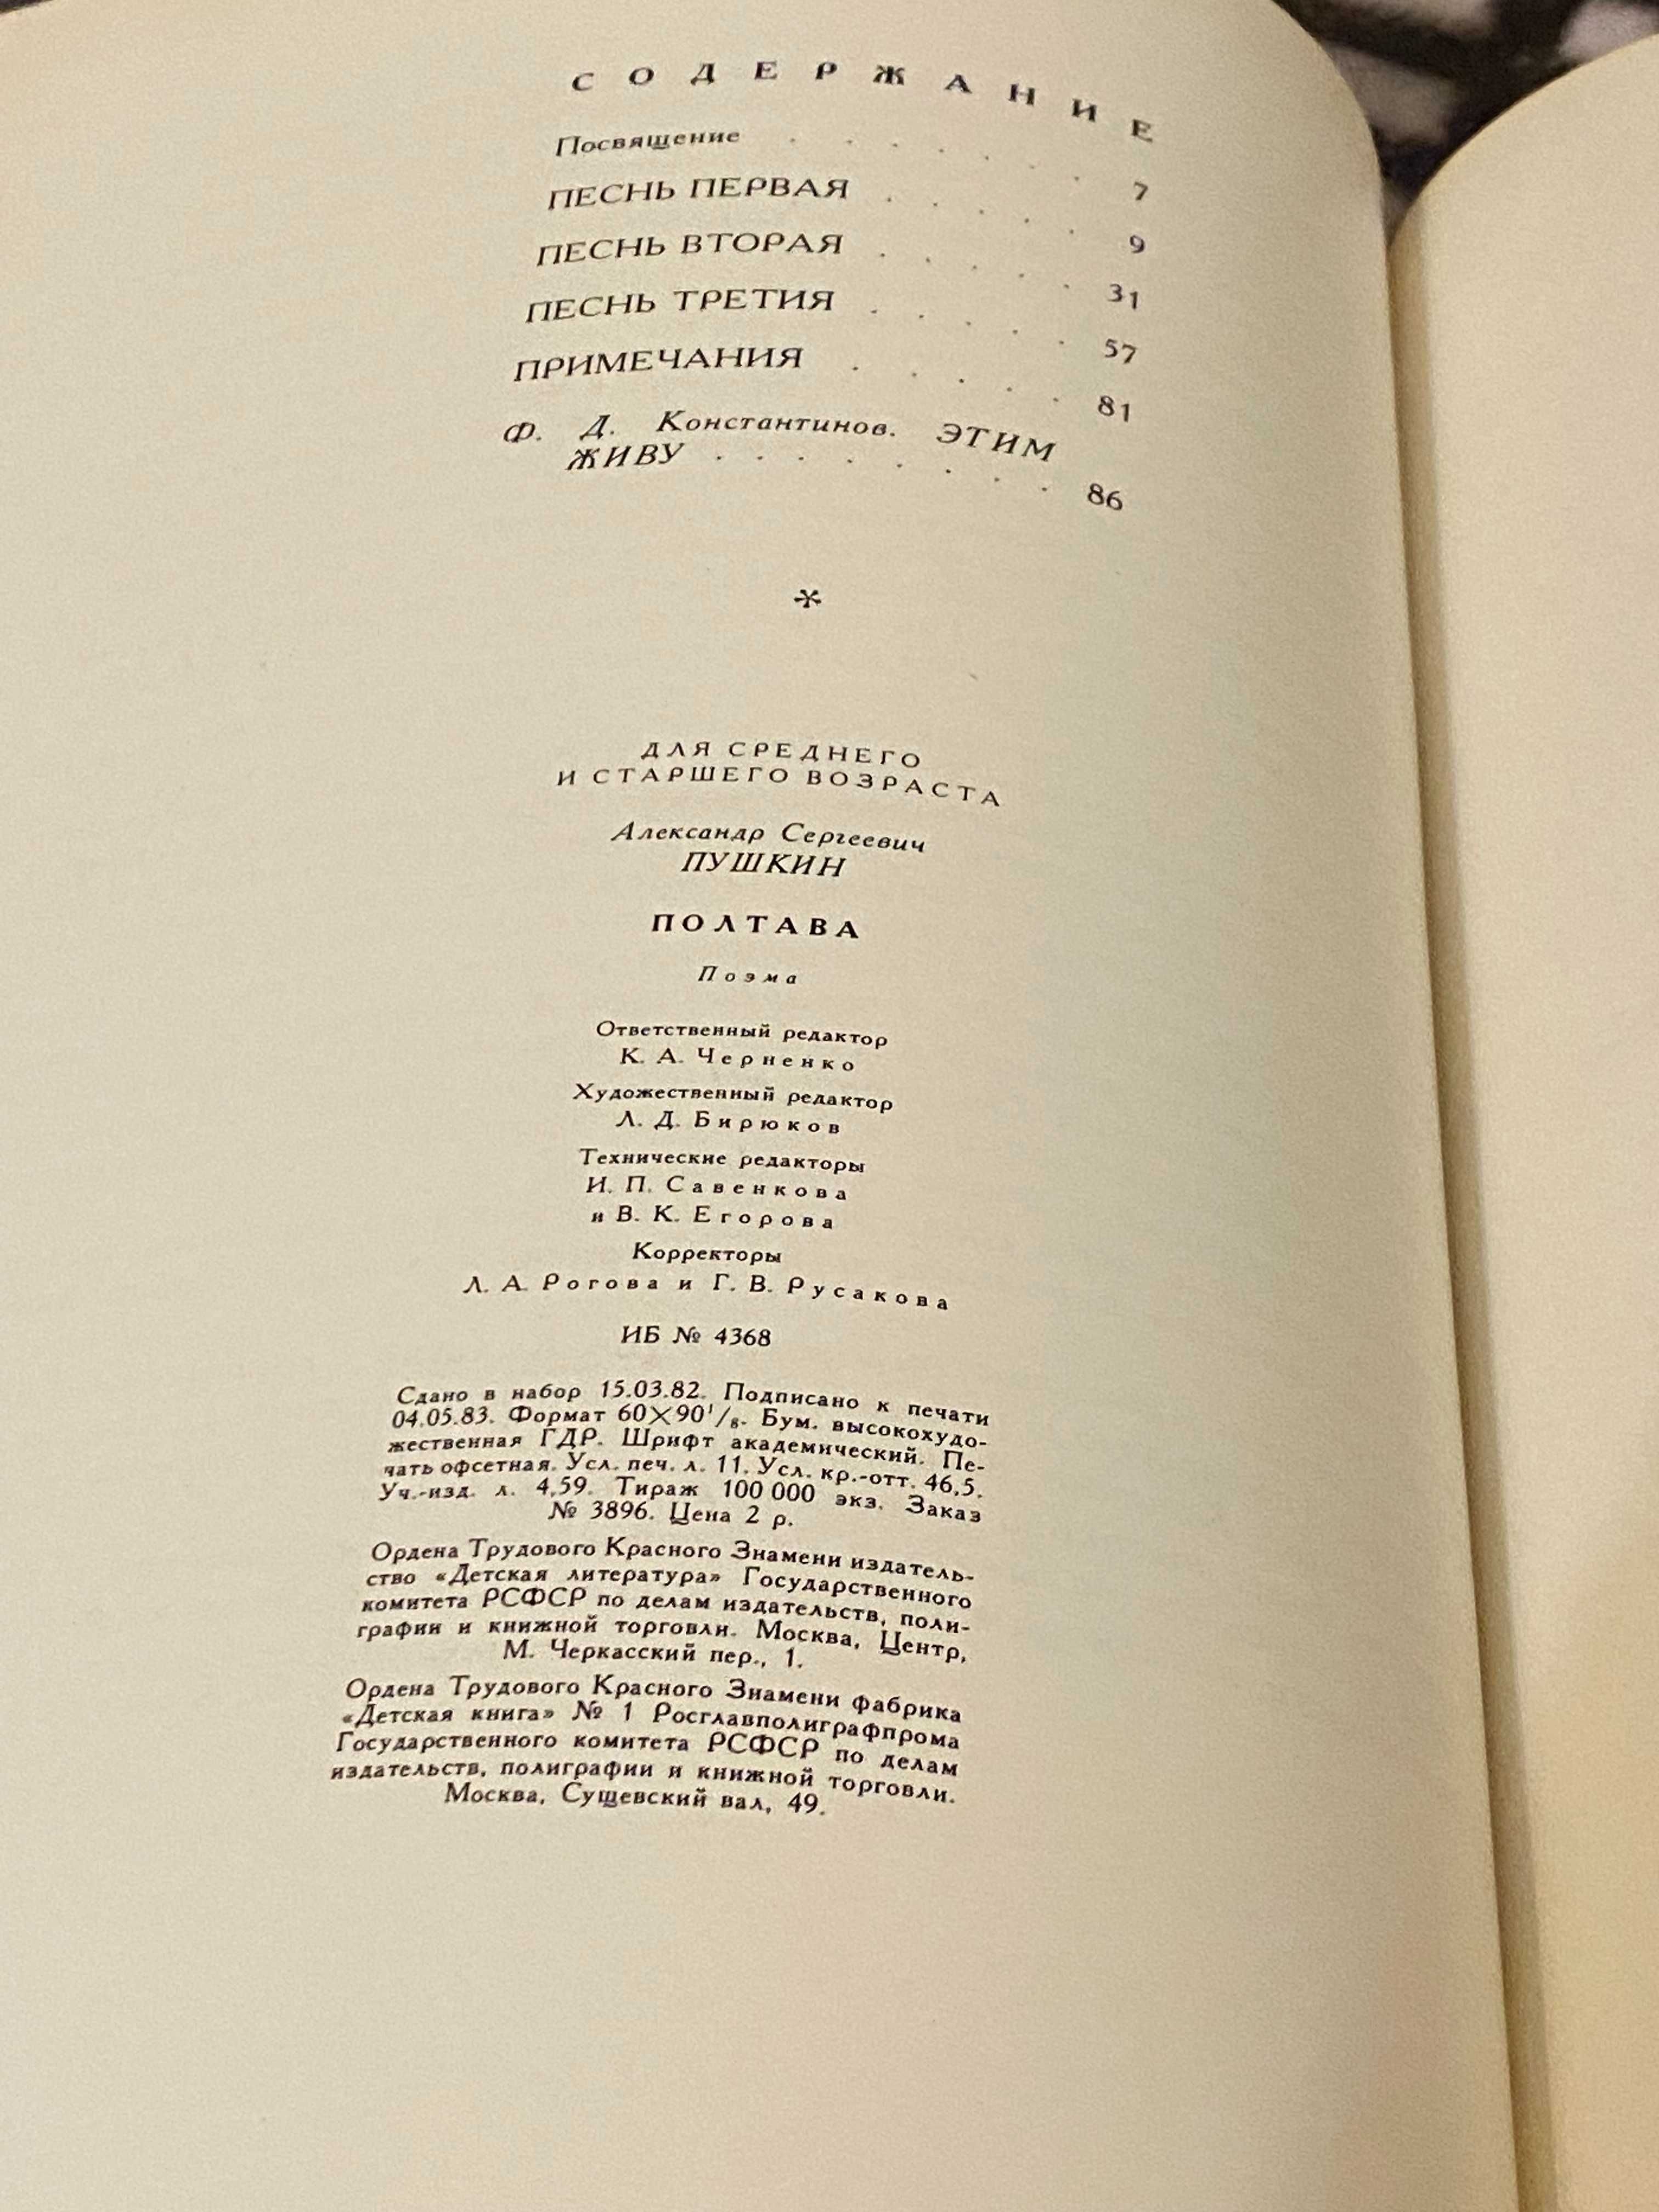 СОДЕРЖАНИЕ
Посвящение . . . . . . . 7
ПЕСНЬ ПЕРВАЯ . . . . . 9
ПЕСНЬ ВТОРАЯ . . . . . 31
ПЕСНЬ ТРЕТИЯ . . . . . 57
ПРИМЕЧАНИЯ . . . . . 81
Ф. Д. Константинов. ЭТИМ
ЖИВУ . . . . . . . . 86
*
ДЛЯ СРЕДНЕГО
И СТАРШЕГО ВОЗРАСТА
Александр Сергеевич
ПУШКИН
ПОЛТАВА
Поэма
Ответственный редактор
К. А. Черненко
Художественный редактор
Л. Д. Бирюков
Технические редакторы
И. П. Савенкова
и В. К. Егорова
Корректоры
Л. А. Рогова и Г. В. Русакова
ИБ № 4368
Сдано в набор 15.03.82. Подписано к печати
04.05.83. Формат 60×90¹/₈. Бум. высокохудо-
жественная ГДР. Шрифт академический. Пе-
чать офсетная. Усл. печ. л. 11. Усл. кр.-отт. 46,5.
Уч.-изд. л. 4,59. Тираж 100 000 экз. Заказ
№ 3896. Цена 2 р.
Ордена Трудового Красного Знамени издатель-
ство «Детская литература» Государственного
комитета РСФСР по делам издательств, поли-
графии и книжной торговли. Москва, Центр,
М. Черкасский пер., 1.
Ордена Трудового Красного Знамени фабрика
«Детская книга» № 1 Росглавполиграфпрома
Государственного комитета РСФСР по делам
издательств, полиграфии и книжной торговли.
Москва, Сущевский вал, 49.